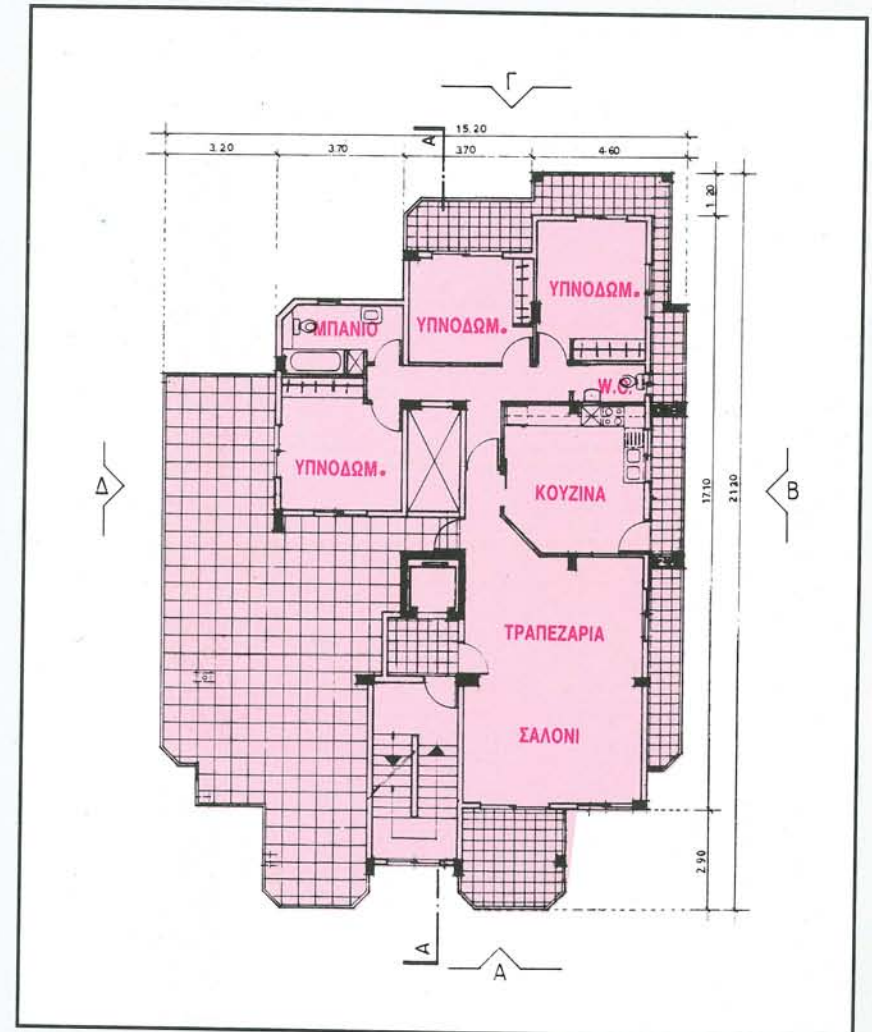 Γ
A
15.20
3.20 3.70 3.70 4.60
1.20
ΥΠΝΟΔΩΜ.
ΥΠΝΟΔΩΜ.
ΜΠΑΝΙΟ
W.C.
ΥΠΝΟΔΩΜ.
ΚΟΥΖΙΝΑ
Δ
B
17.10
21.20
ΤΡΑΠΕΖΑΡΙΑ
ΣΑΛΟΝΙ
2.90
A
A